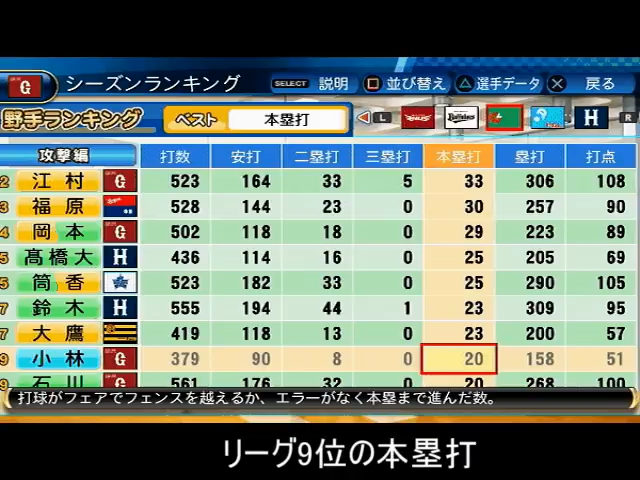 G シーズンランキング SELECT 説明 □ 並び替え △ 選手データ × 戻る
野手ランキング ベスト 本塁打 L Buffaloes H R
攻撃編 打数 安打 二塁打 三塁打 本塁打 塁打 打点
2 江村 G 523 164 33 5 33 306 108
3 福原 528 144 23 0 30 257 90
4 岡本 G 502 118 18 0 29 223 89
5 髙橋大 H 436 114 16 0 25 205 69
5 筒香 523 182 33 0 25 290 105
7 鈴木 H 555 194 44 1 23 309 95
7 大鷹 419 118 13 0 23 200 57
9 小林 G 379 90 8 0 20 158 51
9 石川 G 561 176 32 0 20 268 100
打球がフェアでフェンスを越えるか、エラーがなく本塁まで進んだ数。
リーグ9位の本塁打